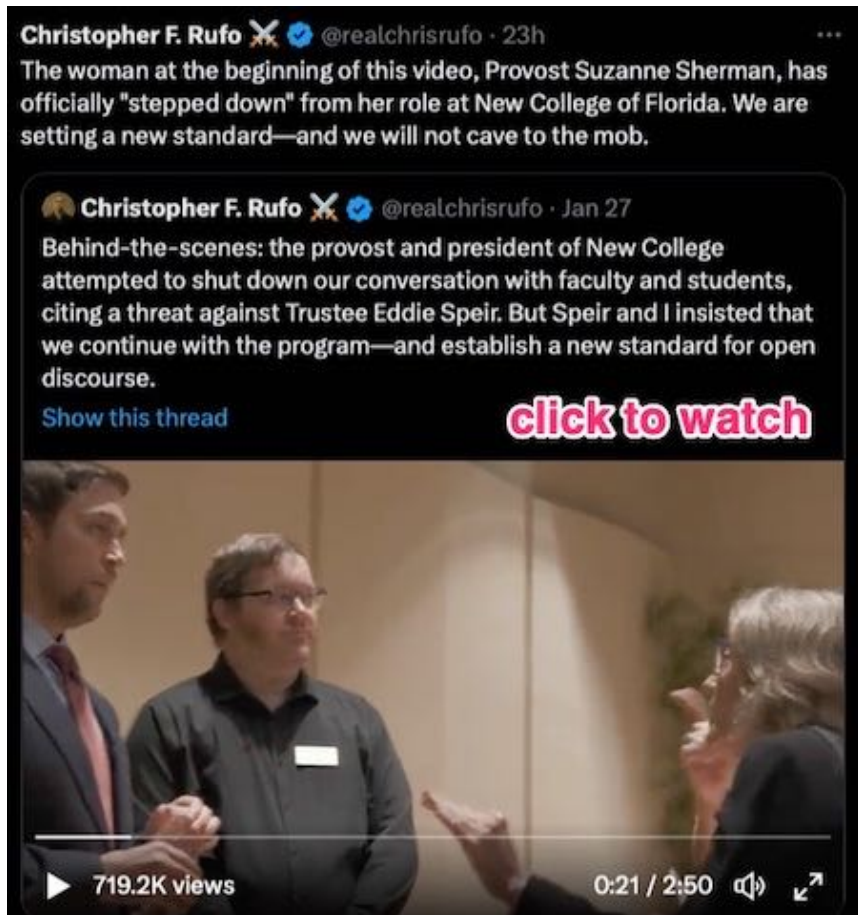 Christopher F. Rufo ⚔️ @realchrisrufo · 23h
The woman at the beginning of this video, Provost Suzanne Sherman, has
officially "stepped down" from her role at New College of Florida. We are
setting a new standard—and we will not cave to the mob.
Christopher F. Rufo ⚔️ @realchrisrufo · Jan 27
Behind-the-scenes: the provost and president of New College
attempted to shut down our conversation with faculty and students,
citing a threat against Trustee Eddie Speir. But Speir and I insisted that
we continue with the program—and establish a new standard for open
discourse.
Show this thread
click to watch
719.2K views
0:21 / 2:50